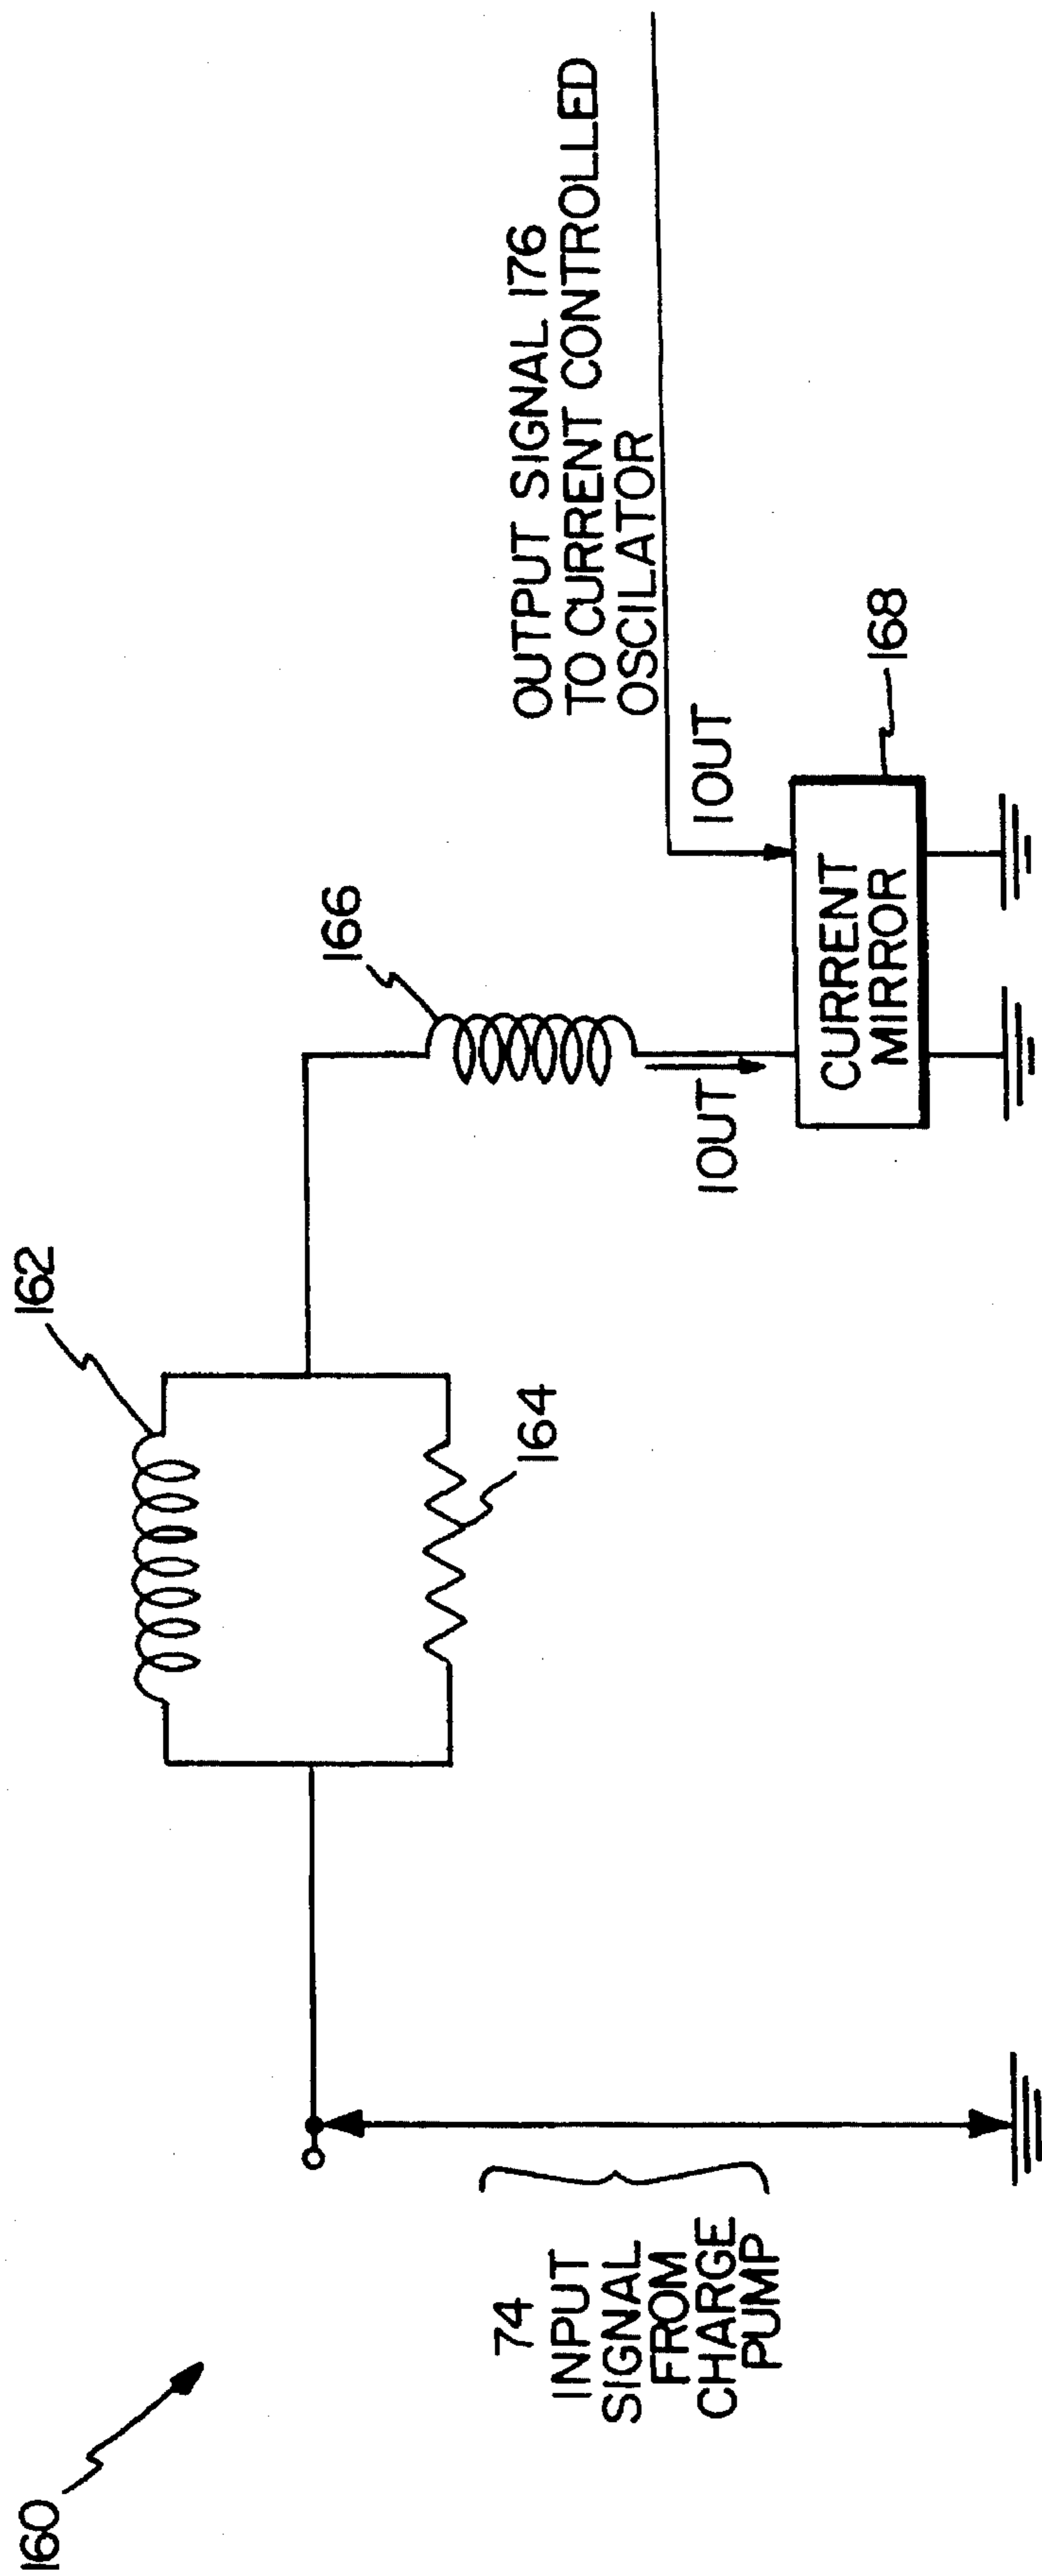 160
162
164
166
168
74
INPUT
SIGNAL
FROM
CHARGE
PUMP
IOUT
IOUT
CURRENT
MIRROR
OUTPUT SIGNAL 176
TO CURRENT CONTROLLED
OSCILATOR